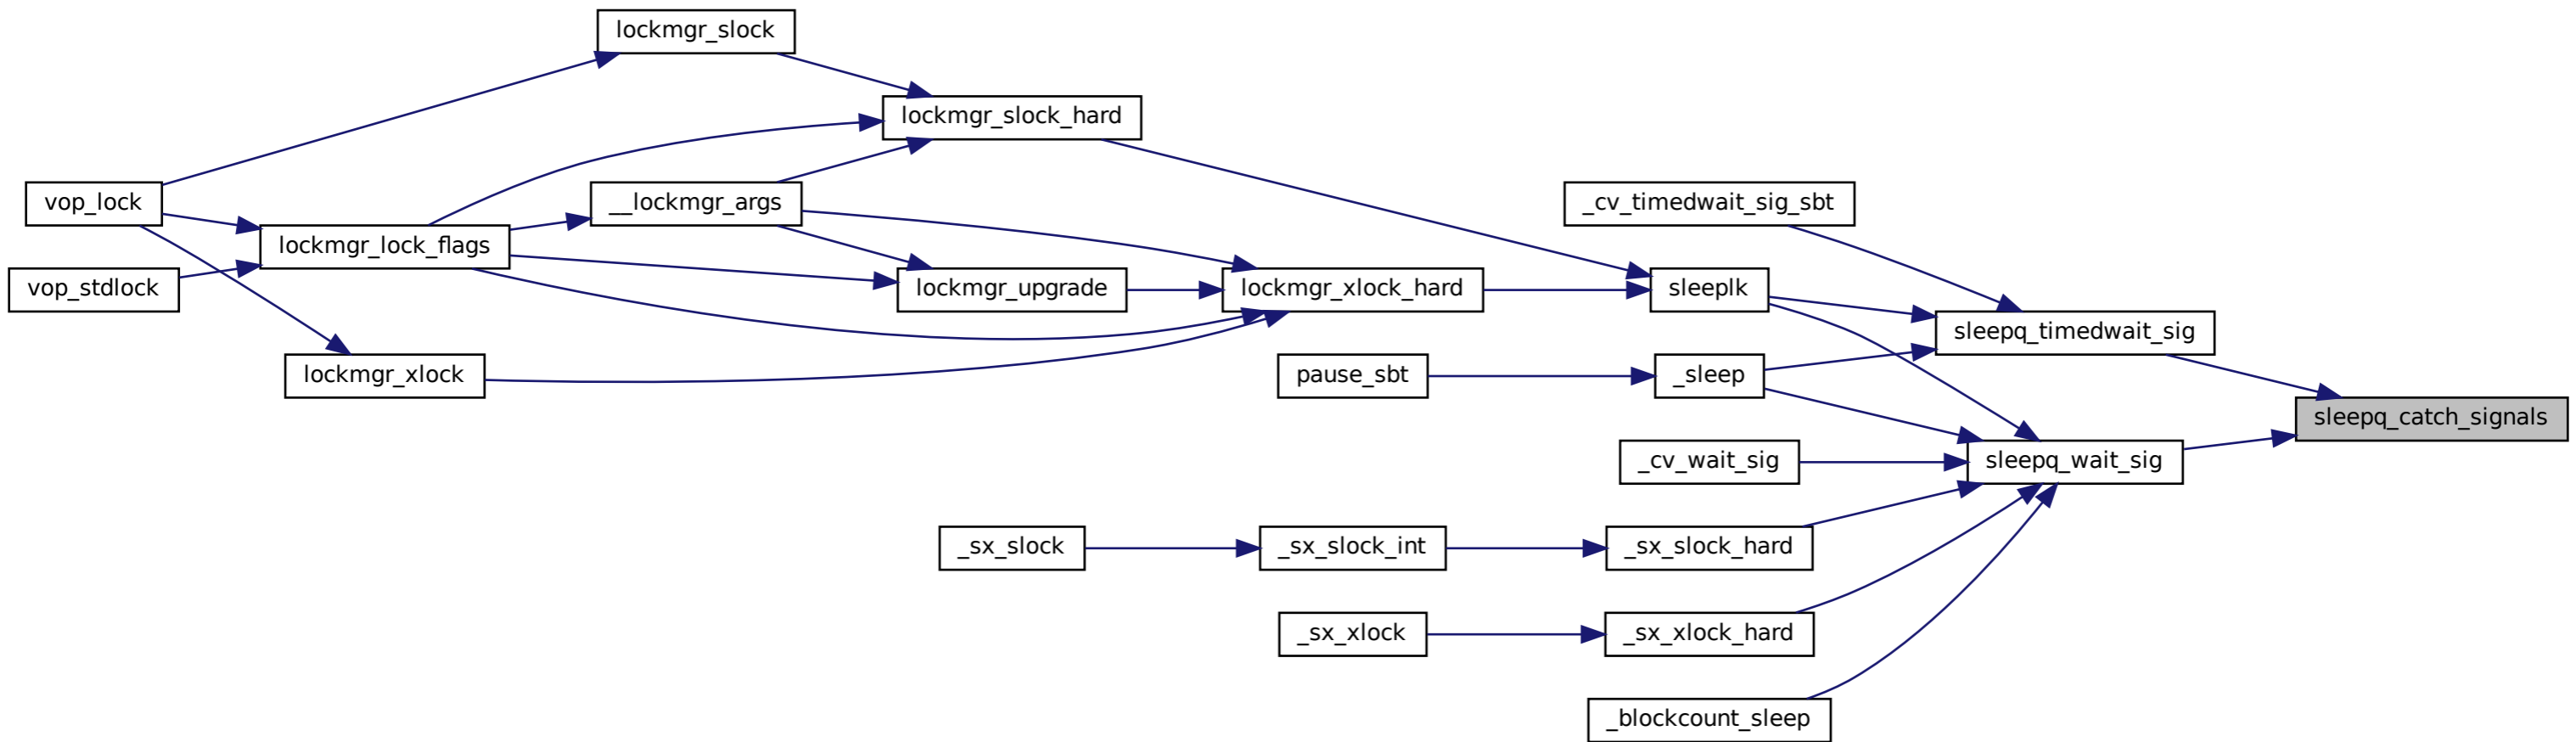 lockmgr_slock
lockmgr_slock_hard
vop_lock
__lockmgr_args
_cv_timedwait_sig_sbt
lockmgr_lock_flags
vop_stdlock
lockmgr_upgrade
lockmgr_xlock_hard
sleeplk
sleepq_timedwait_sig
lockmgr_xlock
pause_sbt
_sleep
sleepq_catch_signals
_cv_wait_sig
sleepq_wait_sig
_sx_slock
_sx_slock_int
_sx_slock_hard
_sx_xlock
_sx_xlock_hard
_blockcount_sleep